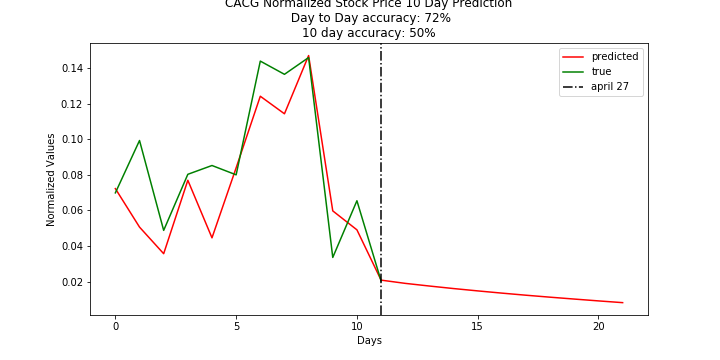 CACG Normalized Stock Price 10 Day Prediction
Day to Day accuracy: 72%
10 day accuracy: 50%
predicted
true
april 27
Normalized Values
0.14
0.12
0.10
0.08
0.06
0.04
0.02
0 5 10 15 20
Days